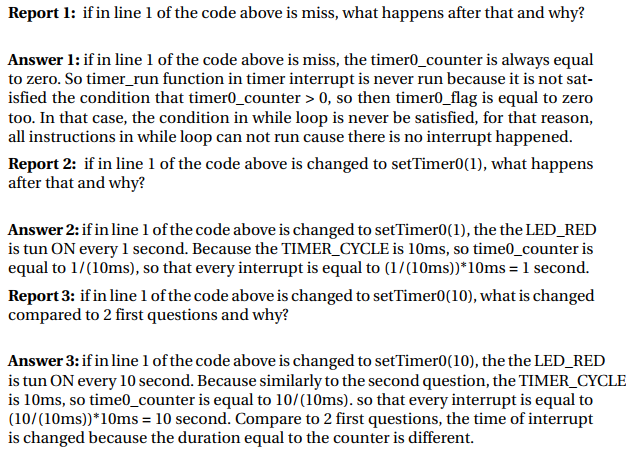 Report 1: if in line 1 of the code above is miss, what happens after that and why?
Answer 1: if in line 1 of the code above is miss, the timer0_counter is always equal
to zero. So timer_run function in timer interrupt is never run because it is not sat-
isfied the condition that timer0_counter > 0, so then timer0_flag is equal to zero
too. In that case, the condition in while loop is never be satisfied, for that reason,
all instructions in while loop can not run cause there is no interrupt happened.
Report 2: if in line 1 of the code above is changed to setTimer0(1), what happens
after that and why?
Answer 2: if in line 1 of the code above is changed to setTimer0(1), the the LED_RED
is tun ON every 1 second. Because the TIMER_CYCLE is 10ms, so time0_counter is
equal to 1/(10ms), so that every interrupt is equal to (1/(10ms))*10ms = 1 second.
Report 3: if in line 1 of the code above is changed to setTimer0(10), what is changed
compared to 2 first questions and why?
Answer 3: if in line 1 of the code above is changed to setTimer0(10), the the LED_RED
is tun ON every 10 second. Because similarly to the second question, the TIMER_CYCLE
is 10ms, so time0_counter is equal to 10/(10ms). so that every interrupt is equal to
(10/(10ms))*10ms = 10 second. Compare to 2 first questions, the time of interrupt
is changed because the duration equal to the counter is different.